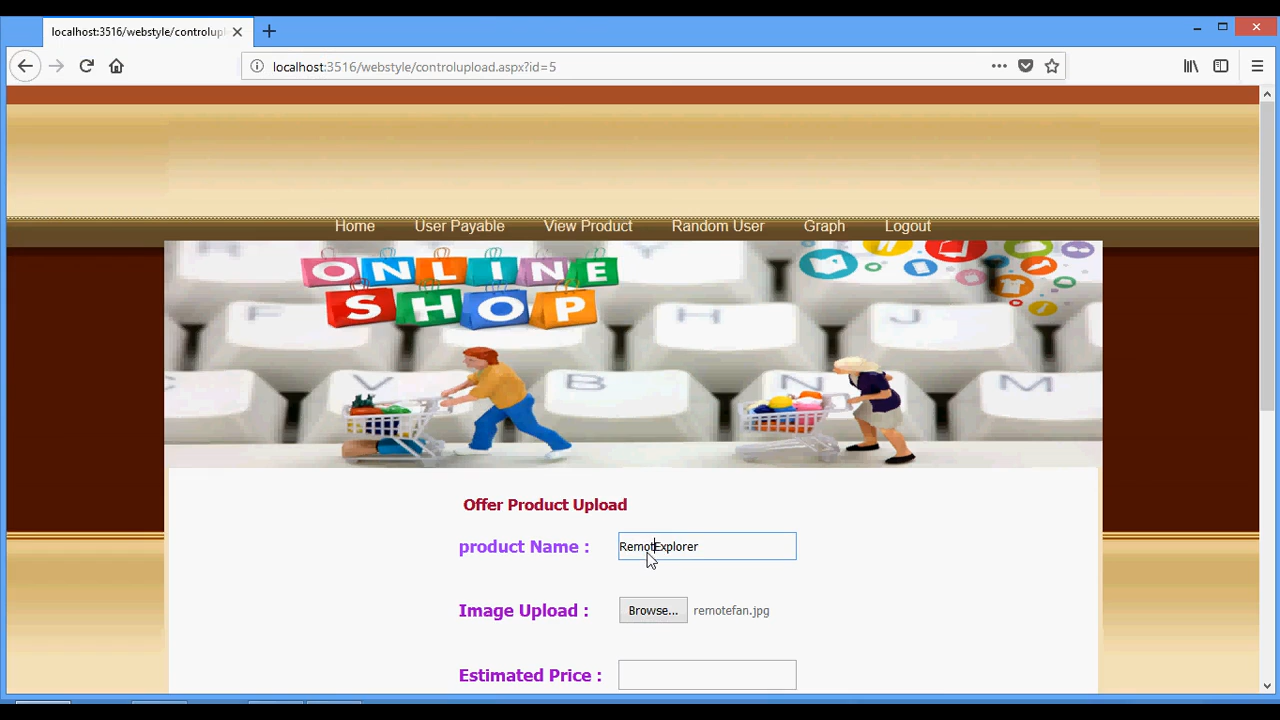 localhost:3516/webstyle/controlupl
localhost:3516/webstyle/controlupload.aspx?id=5
Home User Payable View Product Random User Graph Logout
ONLINE
SHOP
F H J
V B N M
Offer Product Upload
product Name : RemotExplorer
Image Upload : Browse... remotefan.jpg
Estimated Price :